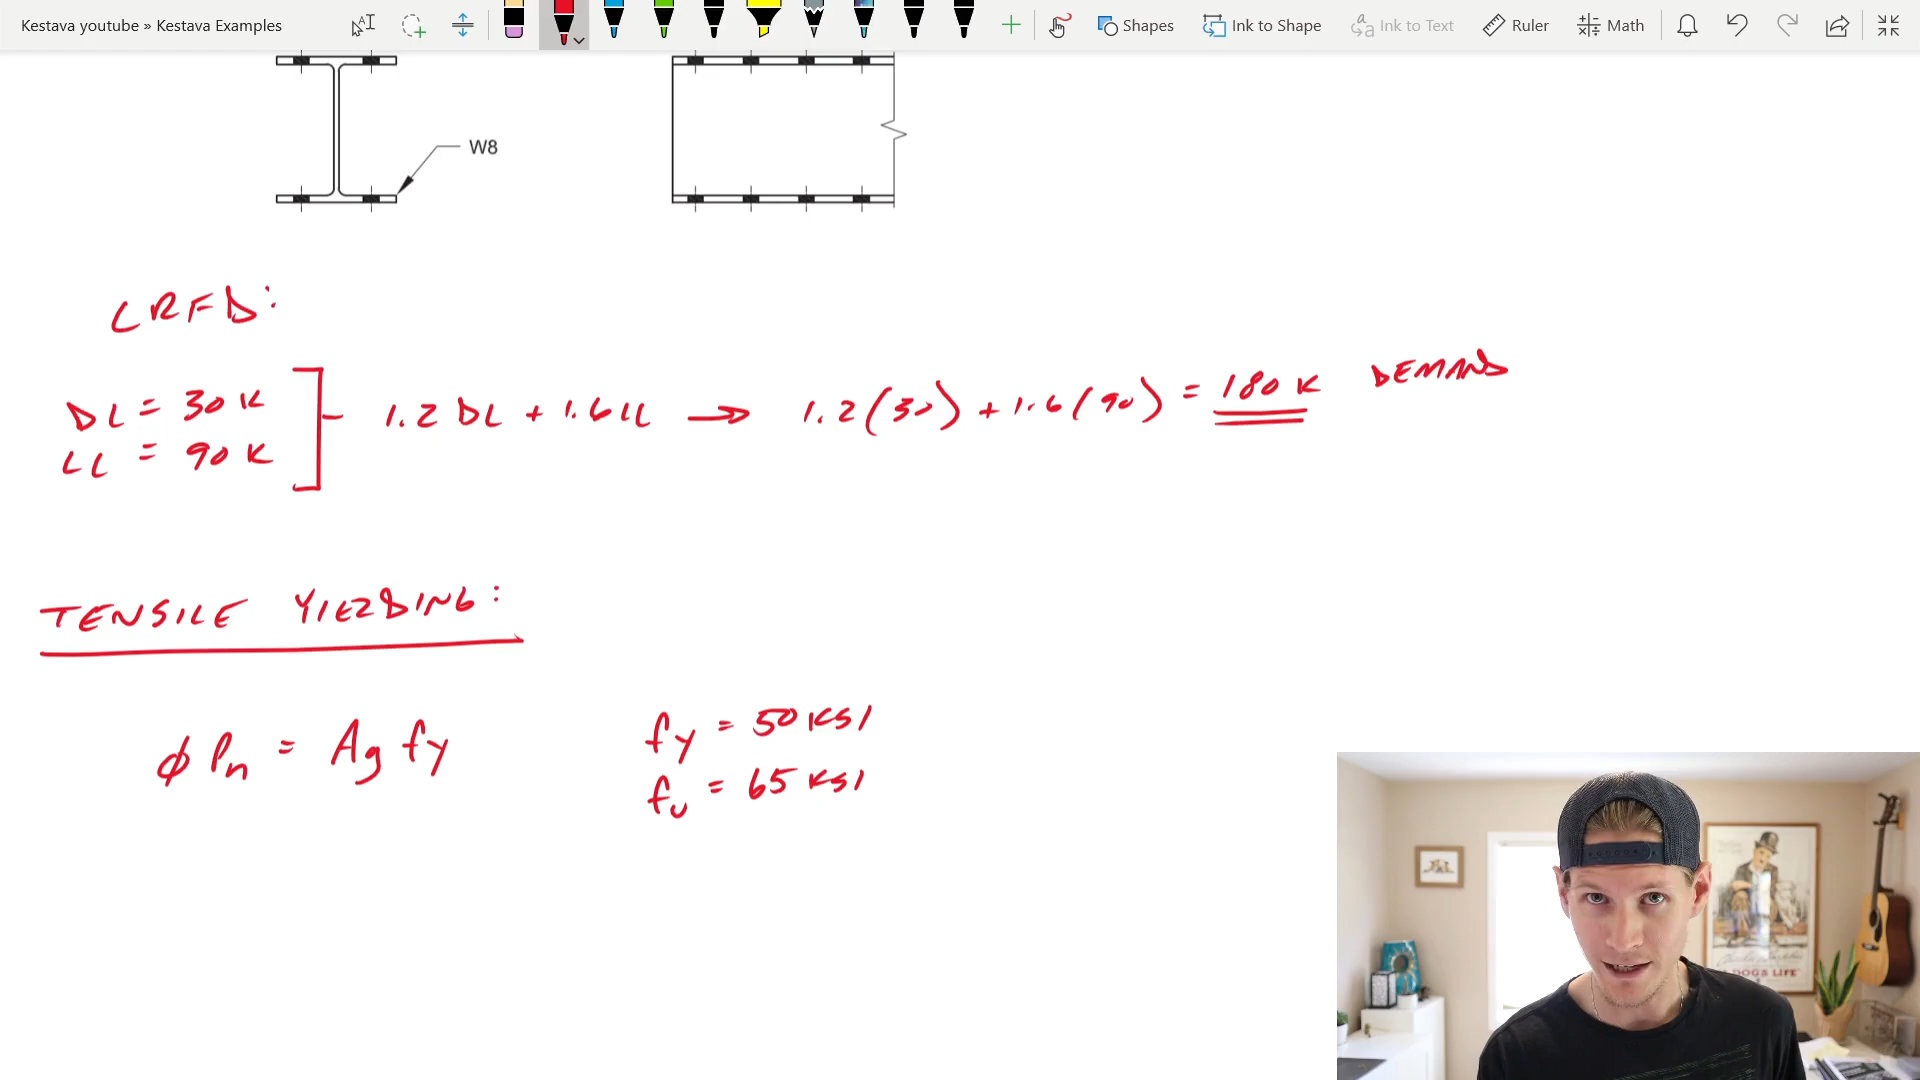 Kestava youtube » Kestava Examples
Shapes
Ink to Shape
Ink to Text
Ruler
Math
W8
LRFD:
DL = 30 K
LL = 90 K
1.2 DL + 1.6 LL → 1.2(30) + 1.6(90) = 180 K DEMAND
TENSILE YIELDING:
ϕ Pn = Ag fy
fy = 50 KSI
fu = 65 KSI
A DOG'S LIFE